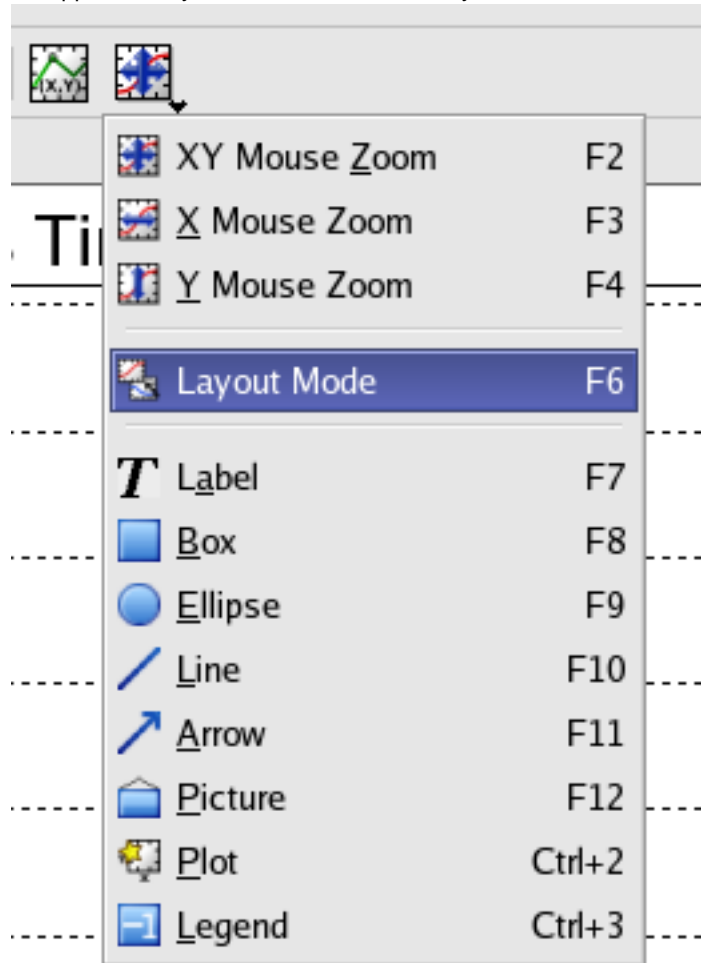 (X,Y)
XY Mouse Zoom F2
X Mouse Zoom F3
Y Mouse Zoom F4
Layout Mode F6
T Label F7
Box F8
Ellipse F9
Line F10
Arrow F11
Picture F12
Plot Ctrl+2
Legend Ctrl+3